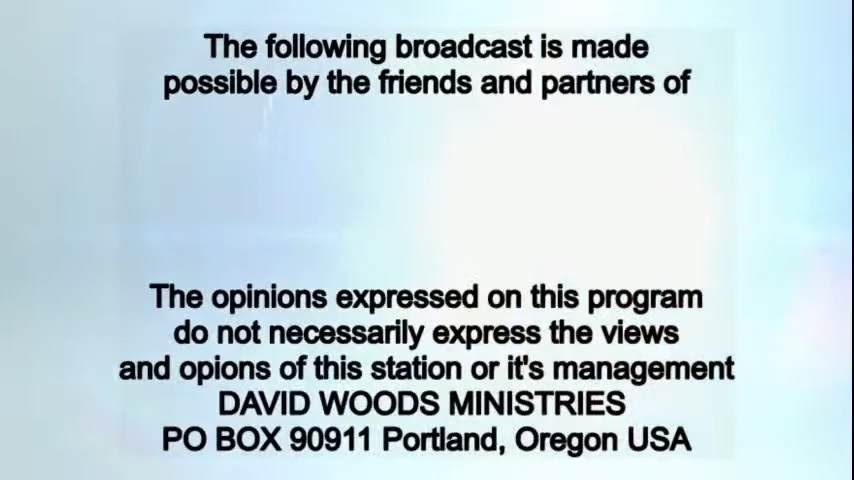 The following broadcast is made
possible by the friends and partners of
The opinions expressed on this program
do not necessarily express the views
and opions of this station or it's management
DAVID WOODS MINISTRIES
PO BOX 90911 Portland, Oregon USA